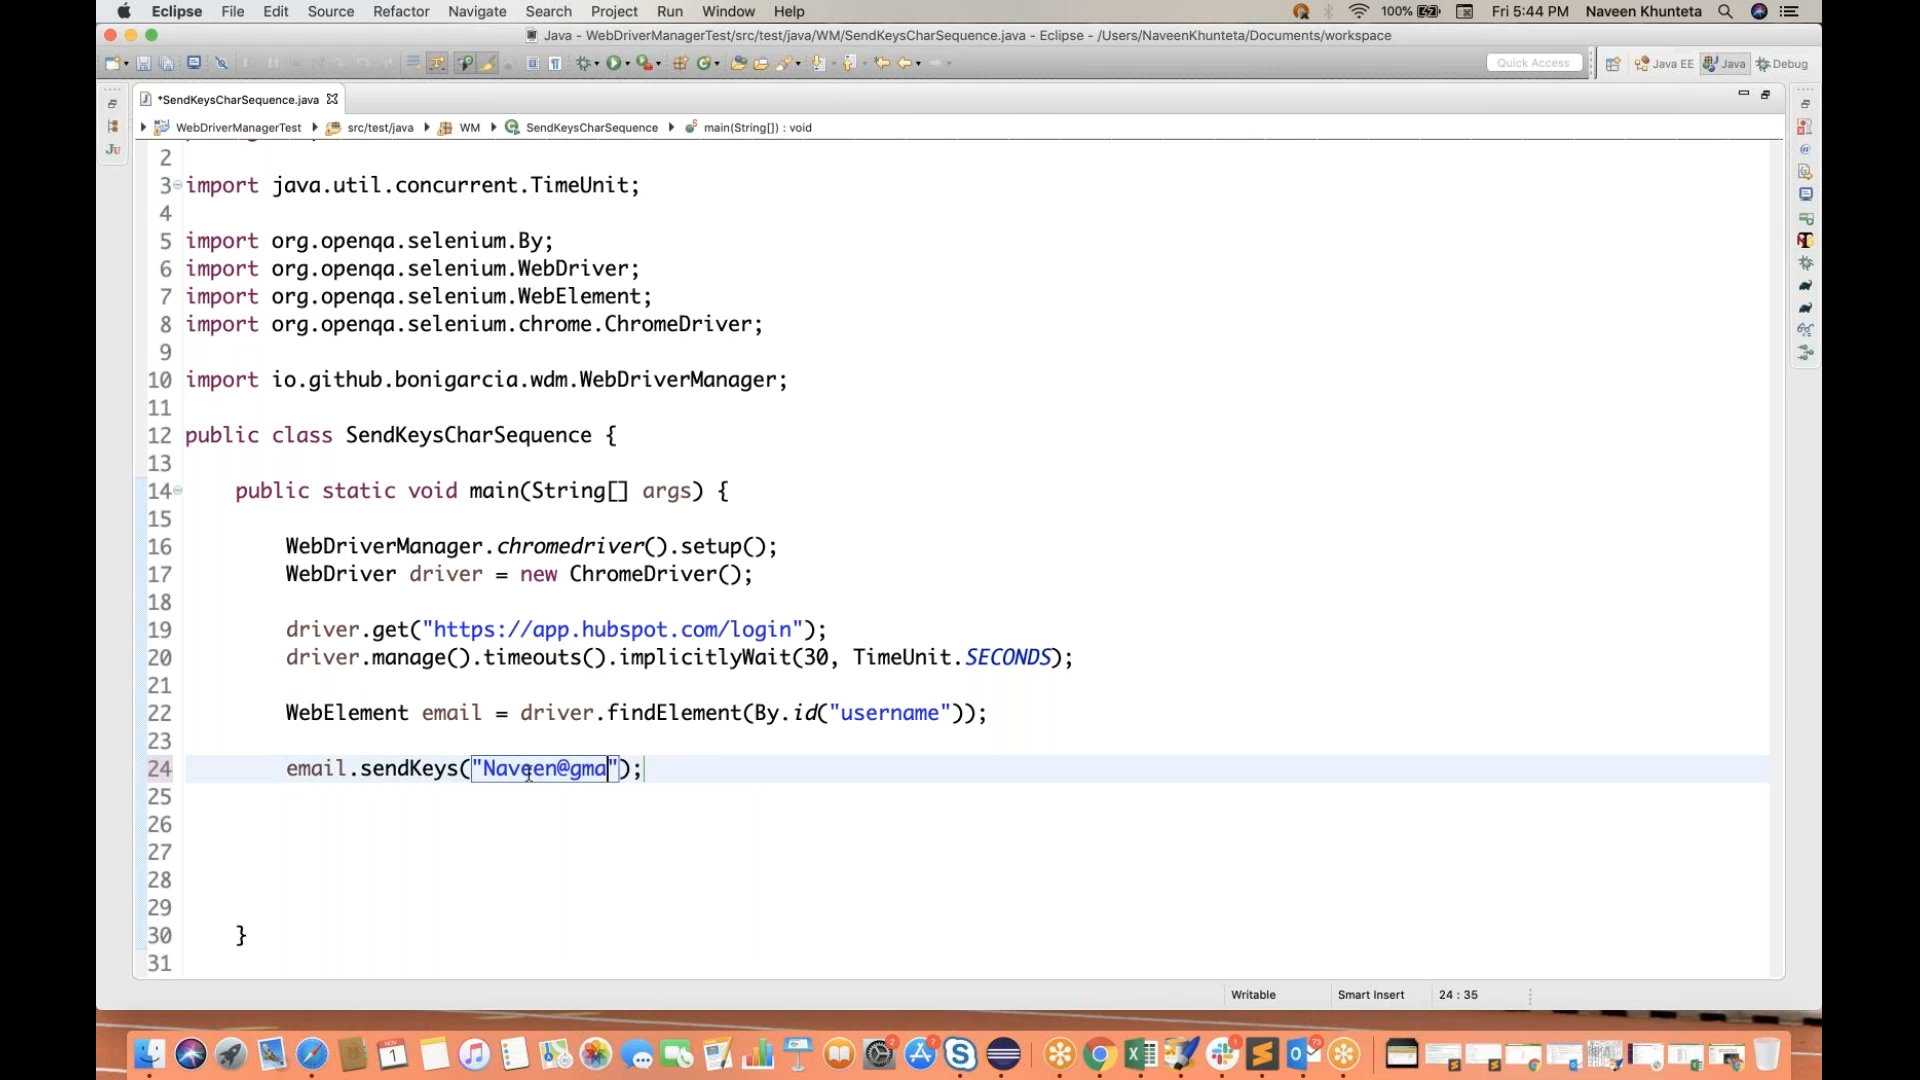 Eclipse File Edit Source Refactor Navigate Search Project Run Window Help 100% Fri 5:44 PM Naveen Khunteta
Java - WebDriverManagerTest/src/test/java/WM/SendKeysCharSequence.java - Eclipse - /Users/NaveenKhunteta/Documents/workspace
Quick Access Java EE Java Debug
*SendKeysCharSequence.java
WebDriverManagerTest src/test/java WM SendKeysCharSequence main(String[]) : void
2
3 import java.util.concurrent.TimeUnit;
4
5 import org.openqa.selenium.By;
6 import org.openqa.selenium.WebDriver;
7 import org.openqa.selenium.WebElement;
8 import org.openqa.selenium.chrome.ChromeDriver;
9
10 import io.github.bonigarcia.wdm.WebDriverManager;
11
12 public class SendKeysCharSequence {
13
14 public static void main(String[] args) {
15
16 WebDriverManager.chromedriver().setup();
17 WebDriver driver = new ChromeDriver();
18
19 driver.get("https://app.hubspot.com/login");
20 driver.manage().timeouts().implicitlyWait(30, TimeUnit.SECONDS);
21
22 WebElement email = driver.findElement(By.id("username"));
23
24 email.sendKeys("Naveen@gma");
25
26
27
28
29
30 }
31
Writable Smart Insert 24 : 35